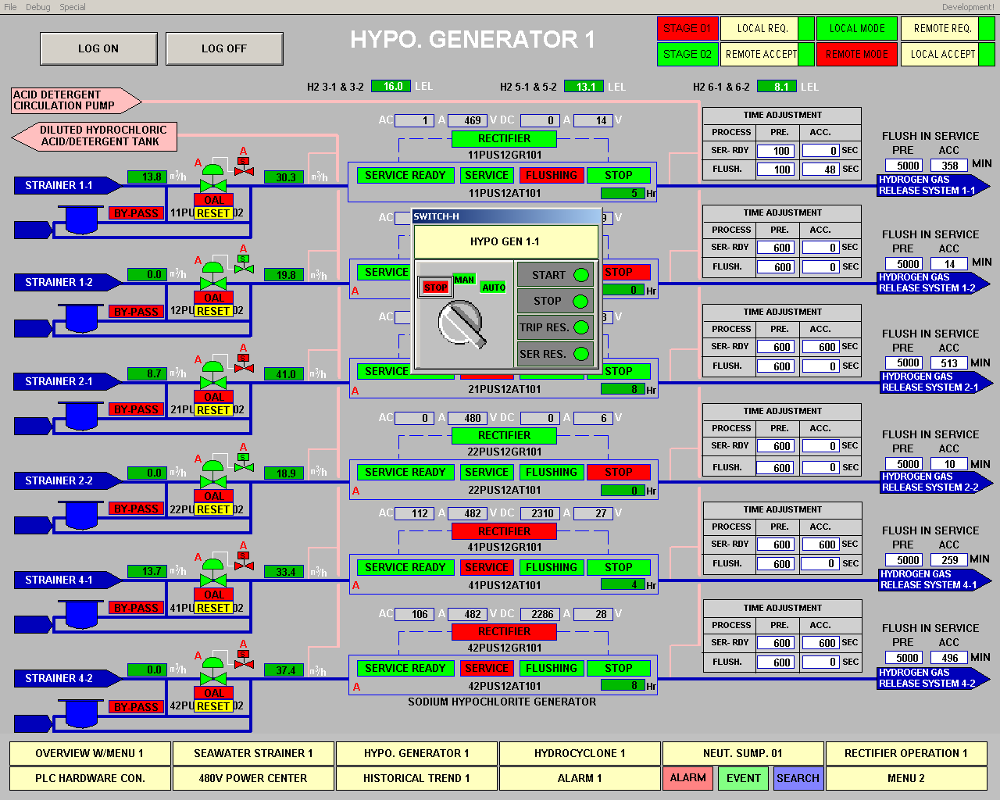 File Debug Special Development!
LOG ON LOG OFF
HYPO. GENERATOR 1
STAGE 01 LOCAL REQ. LOCAL MODE REMOTE REQ.
STAGE 02 REMOTE ACCEPT REMOTE MODE LOCAL ACCEPT
H2 3-1 & 3-2 16.0 LEL H2 5-1 & 5-2 13.1 LEL H2 6-1 & 6-2 8.1 LEL
ACID DETERGENT
CIRCULATION PUMP
DILUTED HYDROCHLORIC
ACID/DETERGENT TANK
AC 1 A 469 V DC 0 A 14 V
RECTIFIER
11PUS12GR101
TIME ADJUSTMENT
PROCESS PRE. ACC.
SER- RDY 100 0 SEC
FLUSH. 100 48 SEC
FLUSH IN SERVICE
PRE ACC
5000 358 MIN
STRAINER 1-1
13.8 m³/h A A S 30.3 m³/h
OAL
RESET
BY-PASS 11PU 02
SERVICE READY SERVICE FLUSHING STOP
11PUS12AT101 5 Hr
HYDROGEN GAS
RELEASE SYSTEM 1-1
SWITCH-H
HYPO GEN 1-1
STOP MAN AUTO
START
STOP
TRIP RES.
SER RES.
AC
TIME ADJUSTMENT
PROCESS PRE. ACC.
SER- RDY 600 0 SEC
FLUSH. 600 0 SEC
FLUSH IN SERVICE
PRE ACC
5000 14 MIN
STRAINER 1-2
0.0 m³/h A A S 19.8 m³/h
OAL
RESET
BY-PASS 12PU 02
SERVICE STOP
A 0 Hr
HYDROGEN GAS
RELEASE SYSTEM 1-2
AC V
TIME ADJUSTMENT
PROCESS PRE. ACC.
SER- RDY 600 600 SEC
FLUSH. 600 0 SEC
FLUSH IN SERVICE
PRE ACC
5000 513 MIN
STRAINER 2-1
8.7 m³/h A A S 41.0 m³/h
OAL
RESET
BY-PASS 21PU 02
SERVICE STOP
A 21PUS12AT101 8 Hr
HYDROGEN GAS
RELEASE SYSTEM 2-1
AC 0 A 480 V DC 0 A 6 V
RECTIFIER
22PUS12GR101
TIME ADJUSTMENT
PROCESS PRE. ACC.
SER- RDY 600 0 SEC
FLUSH. 600 0 SEC
FLUSH IN SERVICE
PRE ACC
5000 10 MIN
STRAINER 2-2
0.0 m³/h A A S 18.9 m³/h
OAL
RESET
BY-PASS 22PU 02
SERVICE READY SERVICE FLUSHING STOP
A 22PUS12AT101 0 Hr
HYDROGEN GAS
RELEASE SYSTEM 2-2
AC 112 A 482 V DC 2310 A 27 V
RECTIFIER
41PUS12GR101
TIME ADJUSTMENT
PROCESS PRE. ACC.
SER- RDY 600 600 SEC
FLUSH. 600 0 SEC
FLUSH IN SERVICE
PRE ACC
5000 259 MIN
STRAINER 4-1
13.7 m³/h A A S 33.4 m³/h
OAL
RESET
BY-PASS 41PU 02
SERVICE READY SERVICE FLUSHING STOP
A 41PUS12AT101 4 Hr
HYDROGEN GAS
RELEASE SYSTEM 4-1
AC 106 A 482 V DC 2286 A 28 V
RECTIFIER
42PUS12GR101
TIME ADJUSTMENT
PROCESS PRE. ACC.
SER- RDY 600 600 SEC
FLUSH. 600 0 SEC
FLUSH IN SERVICE
PRE ACC
5000 496 MIN
STRAINER 4-2
0.0 m³/h A A S 37.4 m³/h
OAL
RESET
BY-PASS 42PU 02
SERVICE READY SERVICE FLUSHING STOP
A 42PUS12AT101 8 Hr
HYDROGEN GAS
RELEASE SYSTEM 4-2
SODIUM HYPOCHLORITE GENERATOR
OVERVIEW W/MENU 1 SEAWATER STRAINER 1 HYPO. GENERATOR 1 HYDROCYCLONE 1 NEUT. SUMP. 01 RECTIFIER OPERATION 1
PLC HARDWARE CON. 480V POWER CENTER HISTORICAL TREND 1 ALARM 1 ALARM EVENT SEARCH MENU 2